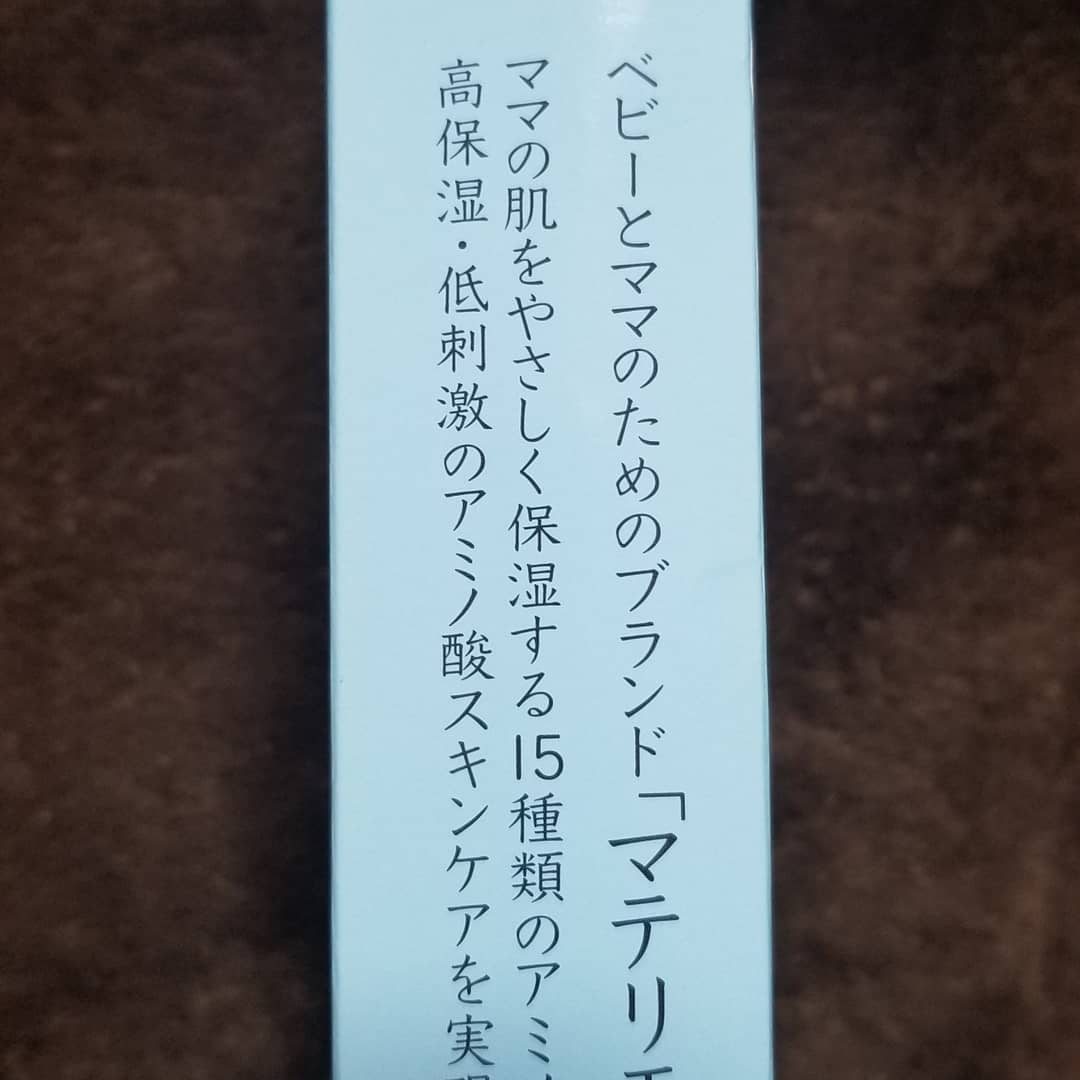 ベビーとママのためのブランド「マテリ
ママの肌をやさしく保湿する15種類のアミ
高保湿・低刺激のアミノ酸スキンケアを実